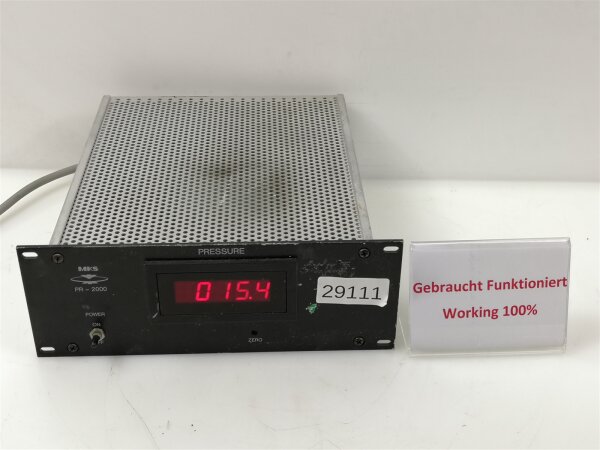 PRESSURE
MKS
PR - 2000
015.4
29111
POWER
ON
ZERO
Gebraucht Funktioniert
Working 100%